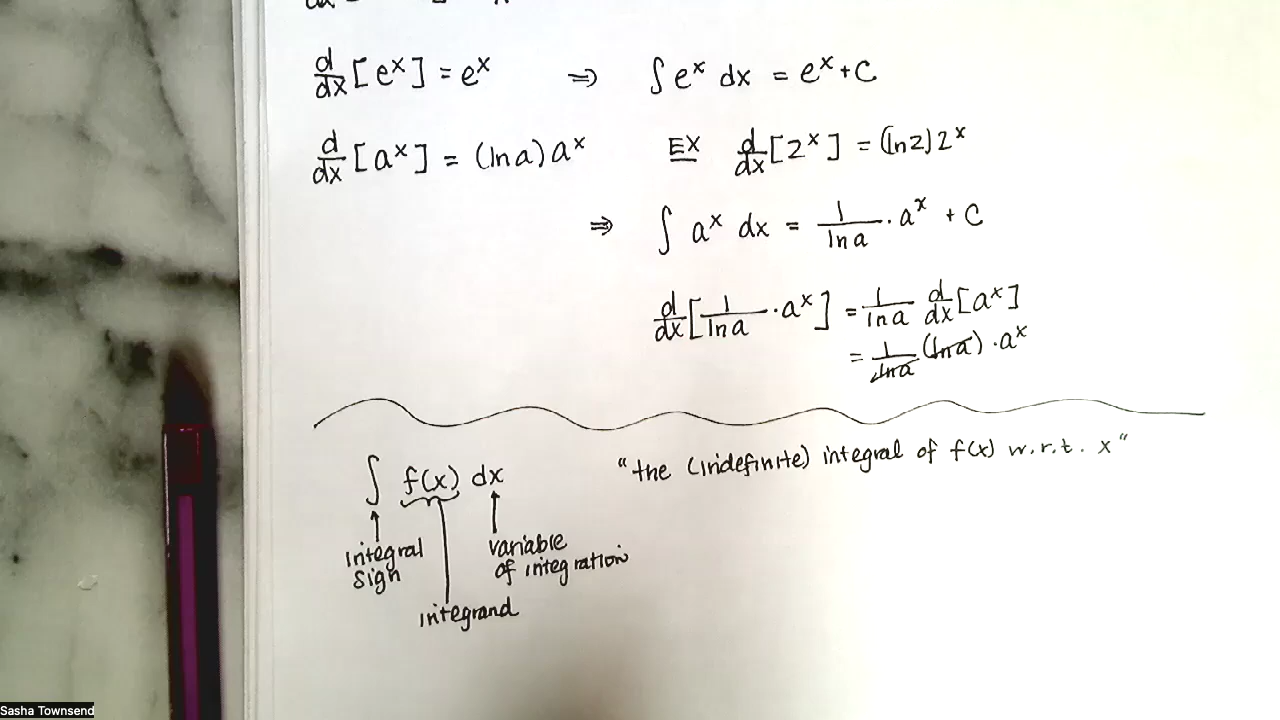 d/dx [e^x] = e^x ⇒ ∫ e^x dx = e^x + C
d/dx [a^x] = (ln a) a^x EX d/dx [2^x] = (ln 2) 2^x
⇒ ∫ a^x dx = 1/ln a · a^x + C
d/dx [1/ln a · a^x] = 1/ln a d/dx [a^x]
= 1/ln a (ln a) · a^x
∫ f(x) dx "the (indefinite) integral of f(x) w.r.t. x"
integral
sign
variable
of integration
integrand
Sasha Townsend